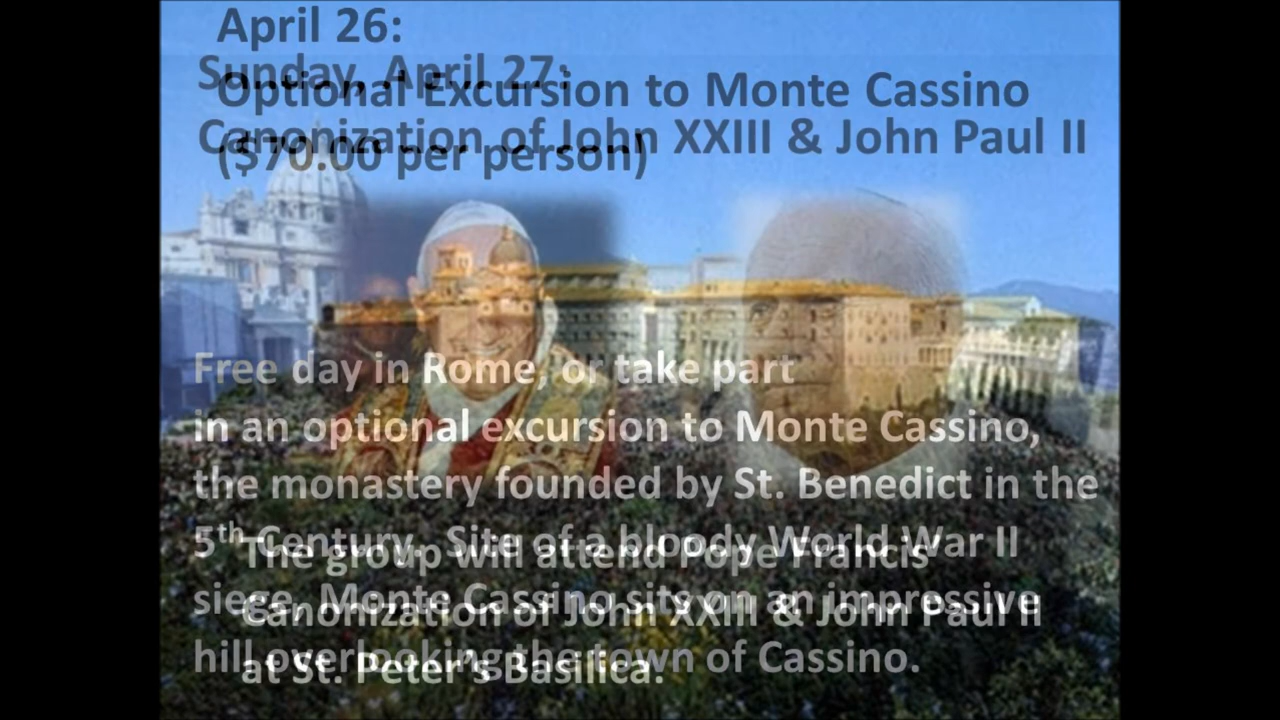 April 26:
Optional Excursion to Monte Cassino
($70.00 per person)
Sunday, April 27:
Canonization of John XXIII & John Paul II
Free day in Rome, or take part
in an optional excursion to Monte Cassino,
the monastery founded by St. Benedict in the
5th Century. Site of a bloody World War II
siege, Monte Cassino sits on an impressive
hill overlooking the town of Cassino.
The group will attend Pope Francis'
Canonization of John XXIII & John Paul II
at St. Peter's Basilica.